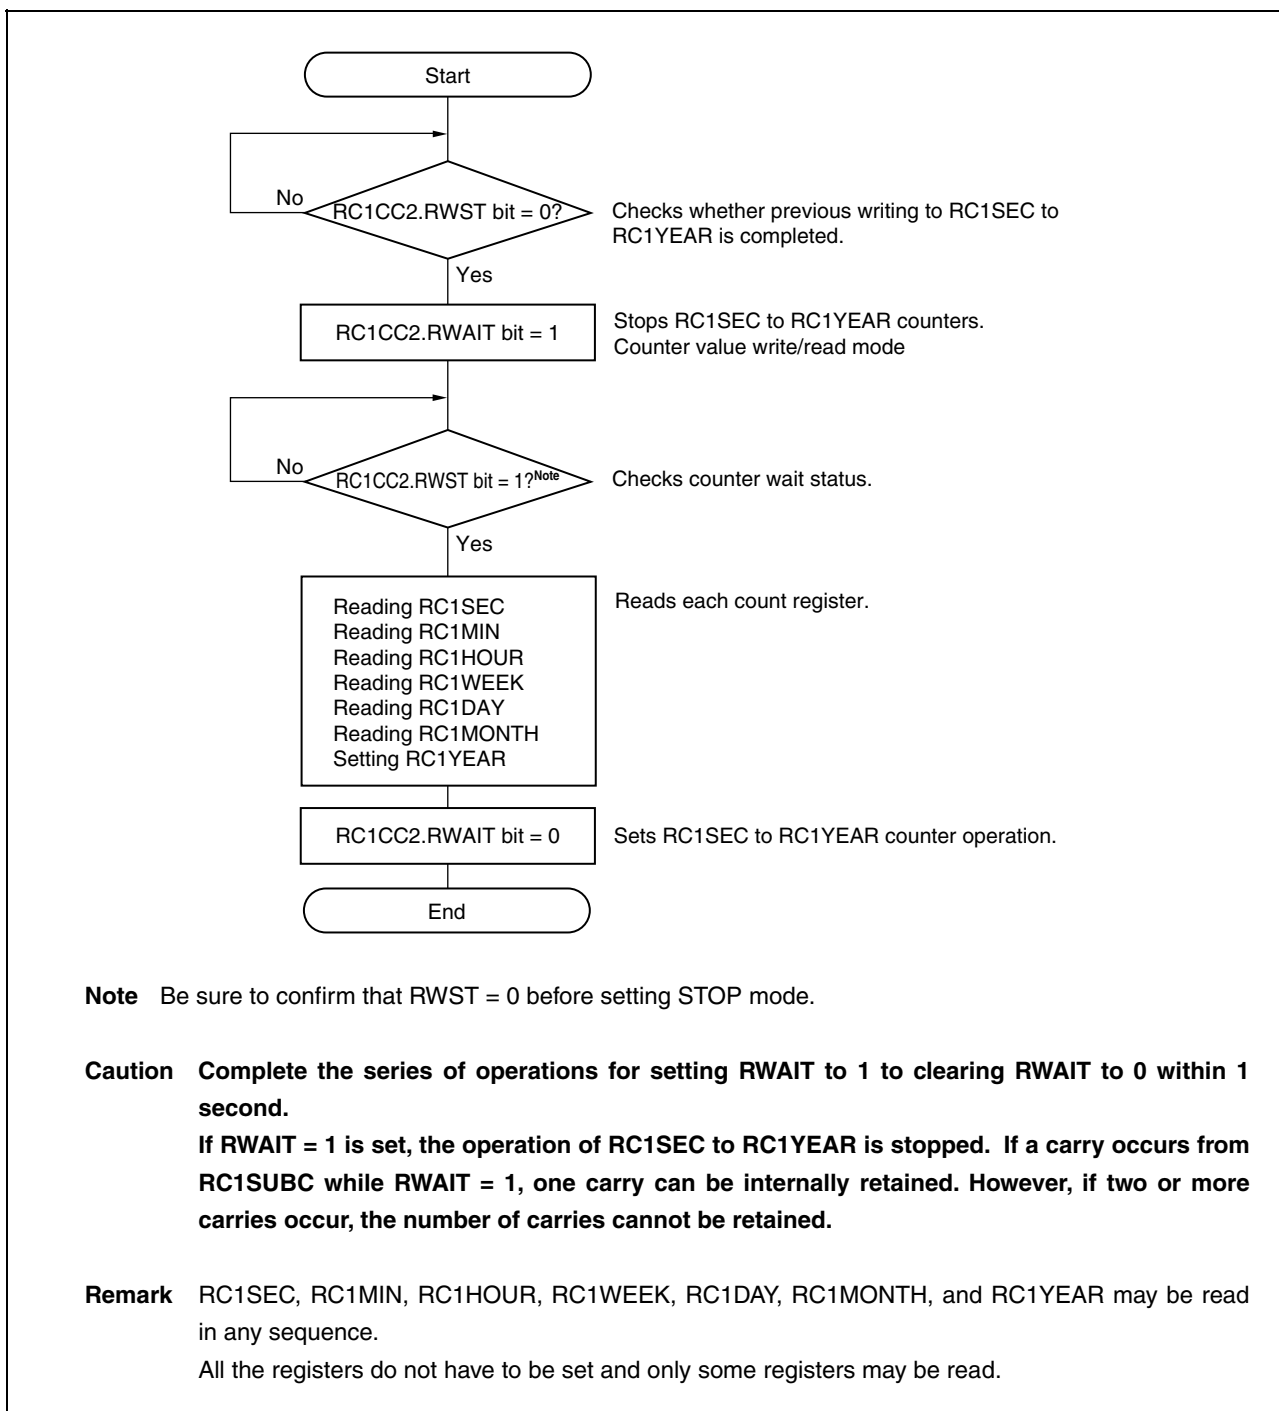 Start
No
RC1CC2.RWST bit = 0?
Checks whether previous writing to RC1SEC to
RC1YEAR is completed.
Yes
RC1CC2.RWAIT bit = 1
Stops RC1SEC to RC1YEAR counters.
Counter value write/read mode
No
RC1CC2.RWST bit = 1?Note
Checks counter wait status.
Yes
Reading RC1SEC
Reading RC1MIN
Reading RC1HOUR
Reading RC1WEEK
Reading RC1DAY
Reading RC1MONTH
Setting RC1YEAR
Reads each count register.
RC1CC2.RWAIT bit = 0
Sets RC1SEC to RC1YEAR counter operation.
End
Note Be sure to confirm that RWST = 0 before setting STOP mode.
Caution Complete the series of operations for setting RWAIT to 1 to clearing RWAIT to 0 within 1
second.
If RWAIT = 1 is set, the operation of RC1SEC to RC1YEAR is stopped. If a carry occurs from
RC1SUBC while RWAIT = 1, one carry can be internally retained. However, if two or more
carries occur, the number of carries cannot be retained.
Remark RC1SEC, RC1MIN, RC1HOUR, RC1WEEK, RC1DAY, RC1MONTH, and RC1YEAR may be read
in any sequence.
All the registers do not have to be set and only some registers may be read.